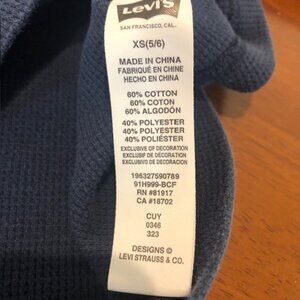 Levi's
SAN FRANCISCO, CAL.
XS(5/6)
MADE IN CHINA
FABRIQUÉ EN CHINE
HECHO EN CHINA
60% COTTON
60% COTON
60% ALGODÓN
40% POLYESTER
40% POLYESTER
40% POLIÉSTER
EXCLUSIVE OF DECORATION
EXCLUSIF DE DÉCORATION
EXCLUSIVO DE DECORACIÓN
196327590789
91H999-BCF
RN #81917
CA #18702
CUY
0346
323
DESIGNS ©
LEVI STRAUSS & CO.